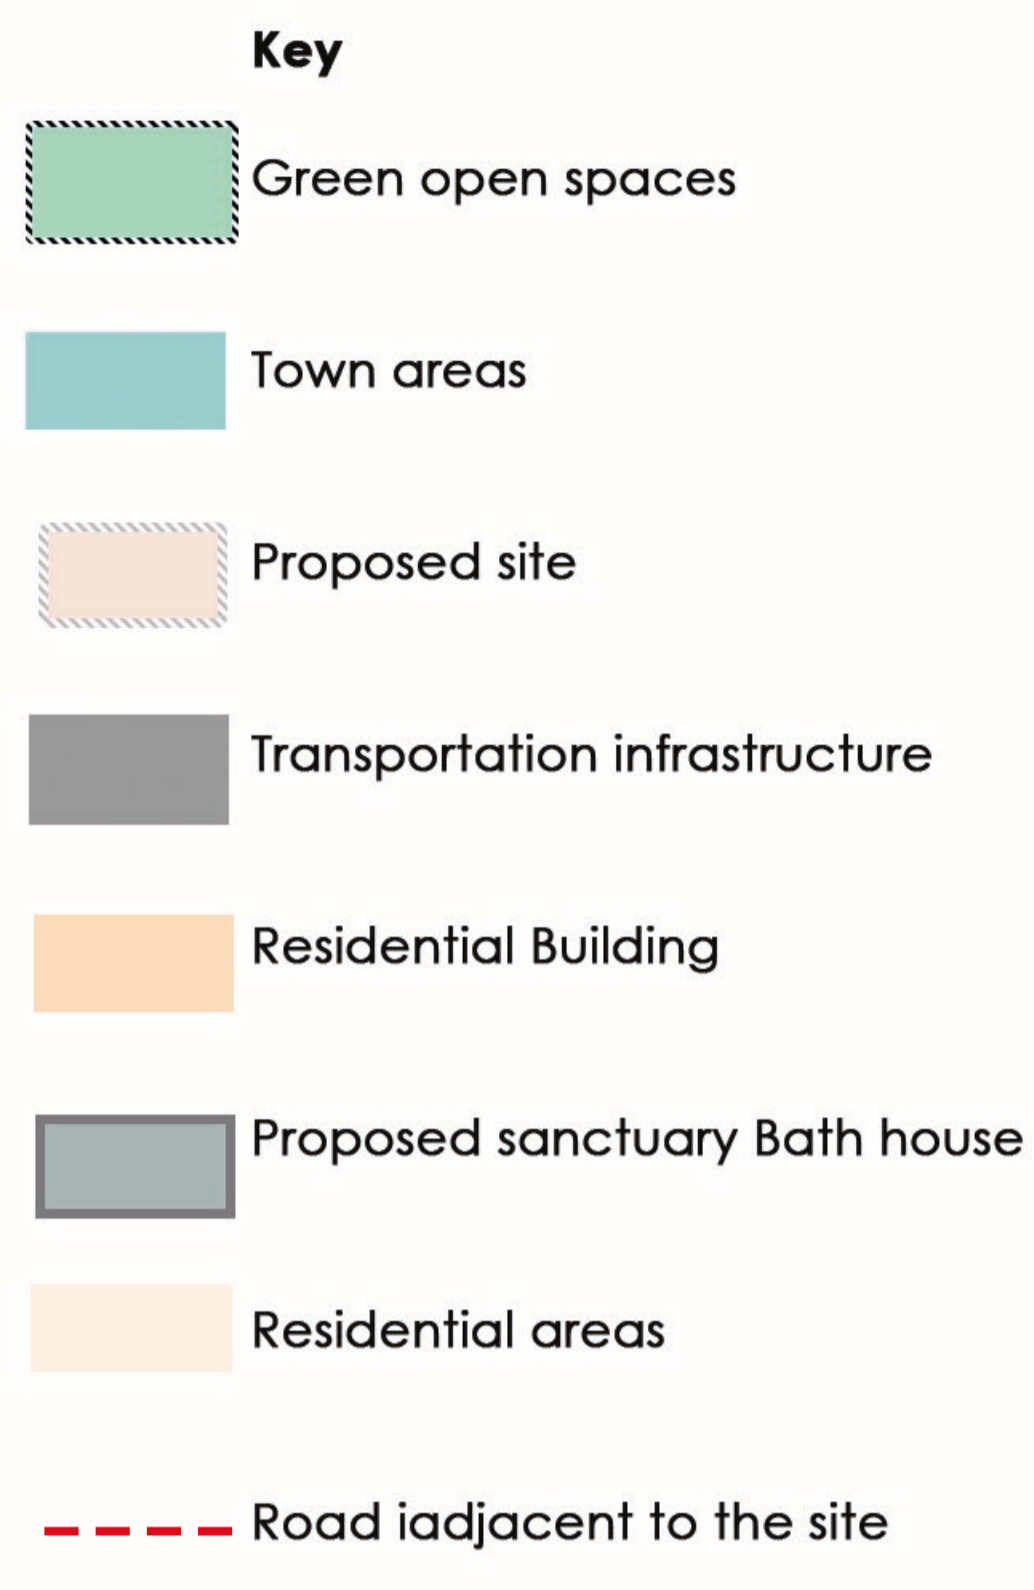 Key
Green open spaces
Town areas
Proposed site
Transportation infrastructure
Residential Building
Proposed sanctuary Bath house
Residential areas
Road iadjacent to the site